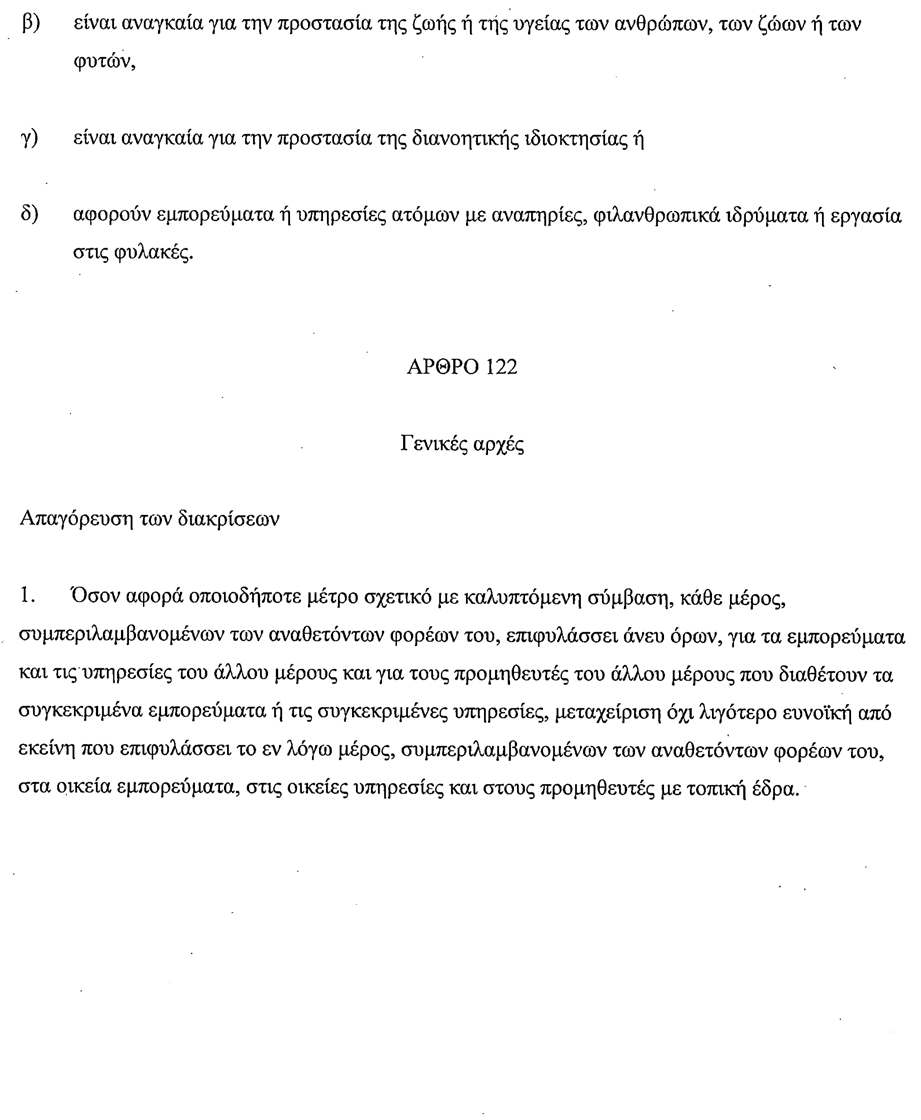 β) είναι αναγκαία για την προστασία της ζωής ή της υγείας των ανθρώπων, των ζώων ή των
φυτών,
γ) είναι αναγκαία για την προστασία της διανοητικής ιδιοκτησίας ή
δ) αφορούν εμπορεύματα ή υπηρεσίες ατόμων με αναπηρίες, φιλανθρωπικά ιδρύματα ή εργασία
στις φυλακές.
ΑΡΘΡΟ 122
Γενικές αρχές
Απαγόρευση των διακρίσεων
1. Όσον αφορά οποιοδήποτε μέτρο σχετικό με καλυπτόμενη σύμβαση, κάθε μέρος,
συμπεριλαμβανομένων των αναθετόντων φορέων του, επιφυλάσσει άνευ όρων, για τα εμπορεύματα
και τις υπηρεσίες του άλλου μέρους και για τους προμηθευτές του άλλου μέρους που διαθέτουν τα
συγκεκριμένα εμπορεύματα ή τις συγκεκριμένες υπηρεσίες, μεταχείριση όχι λιγότερο ευνοϊκή από
εκείνη που επιφυλάσσει το εν λόγω μέρος, συμπεριλαμβανομένων των αναθετόντων φορέων του,
στα οικεία εμπορεύματα, στις οικείες υπηρεσίες και στους προμηθευτές με τοπική έδρα.